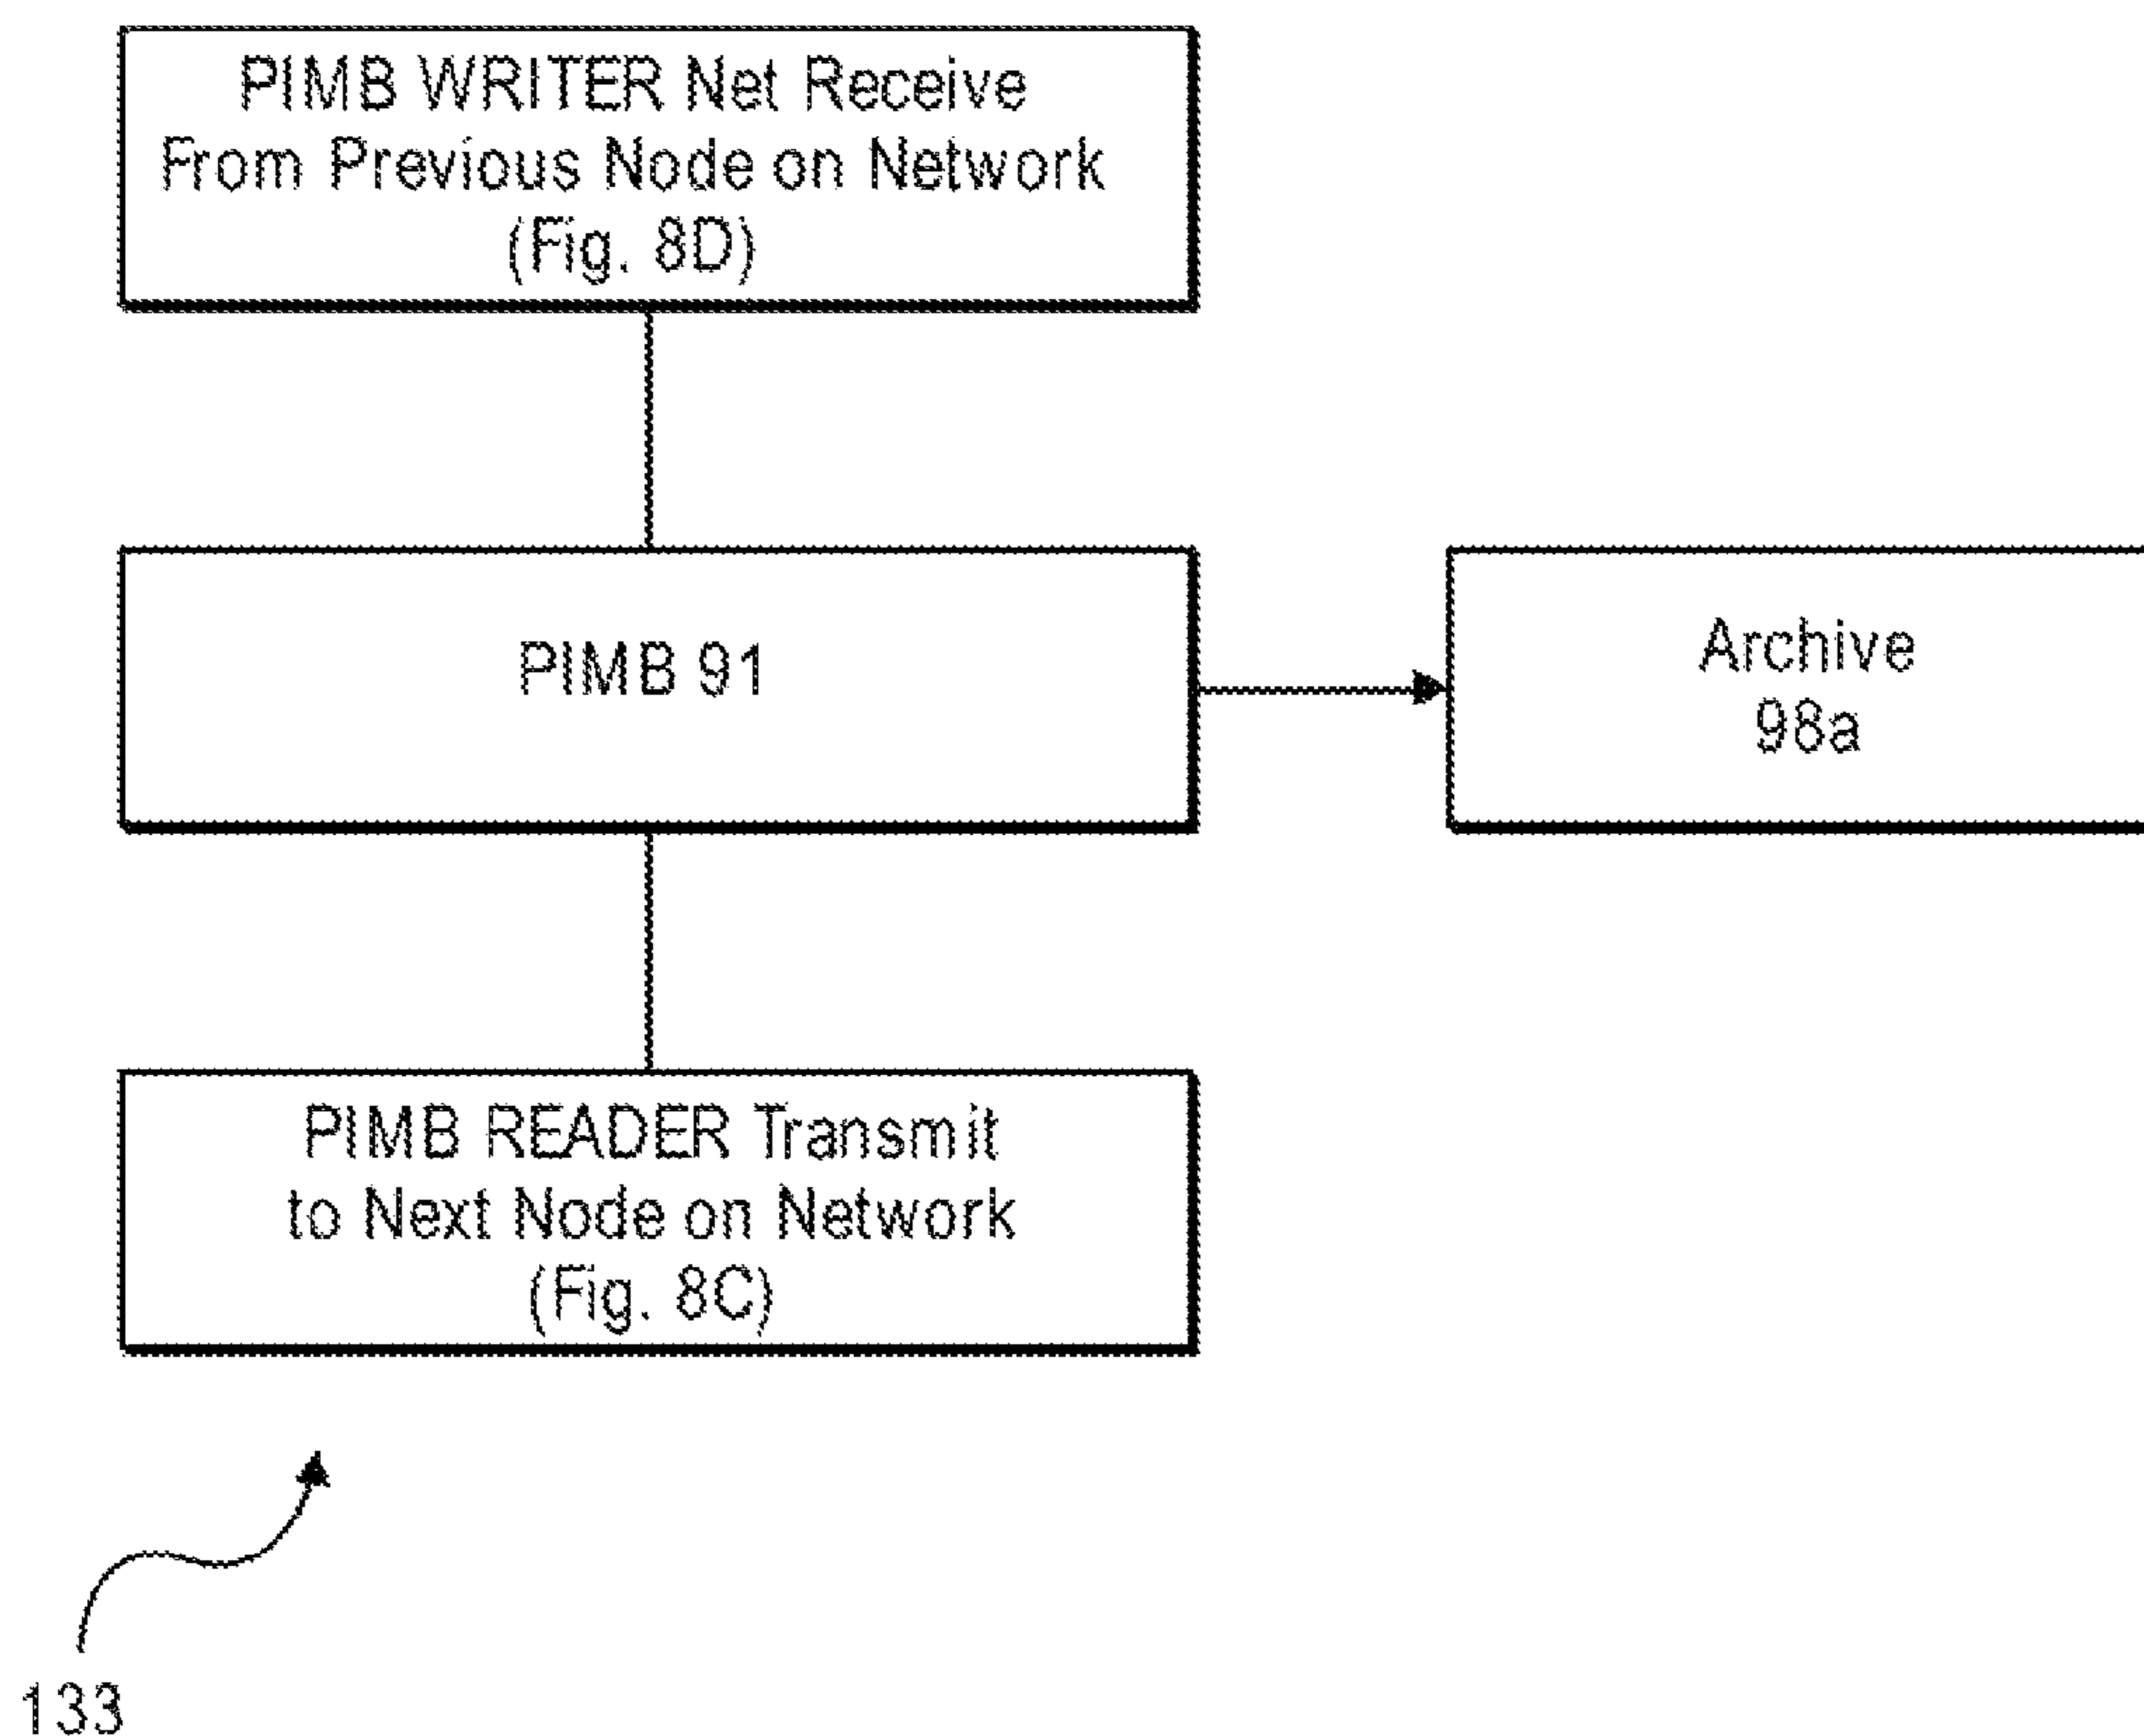 PIMB WRITER Net Receive
From Previous Node on Network
(Fig. 8D)
PIMB 91
Archive
98a
PIMB READER Transmit
to Next Node on Network
(Fig. 8C)
133